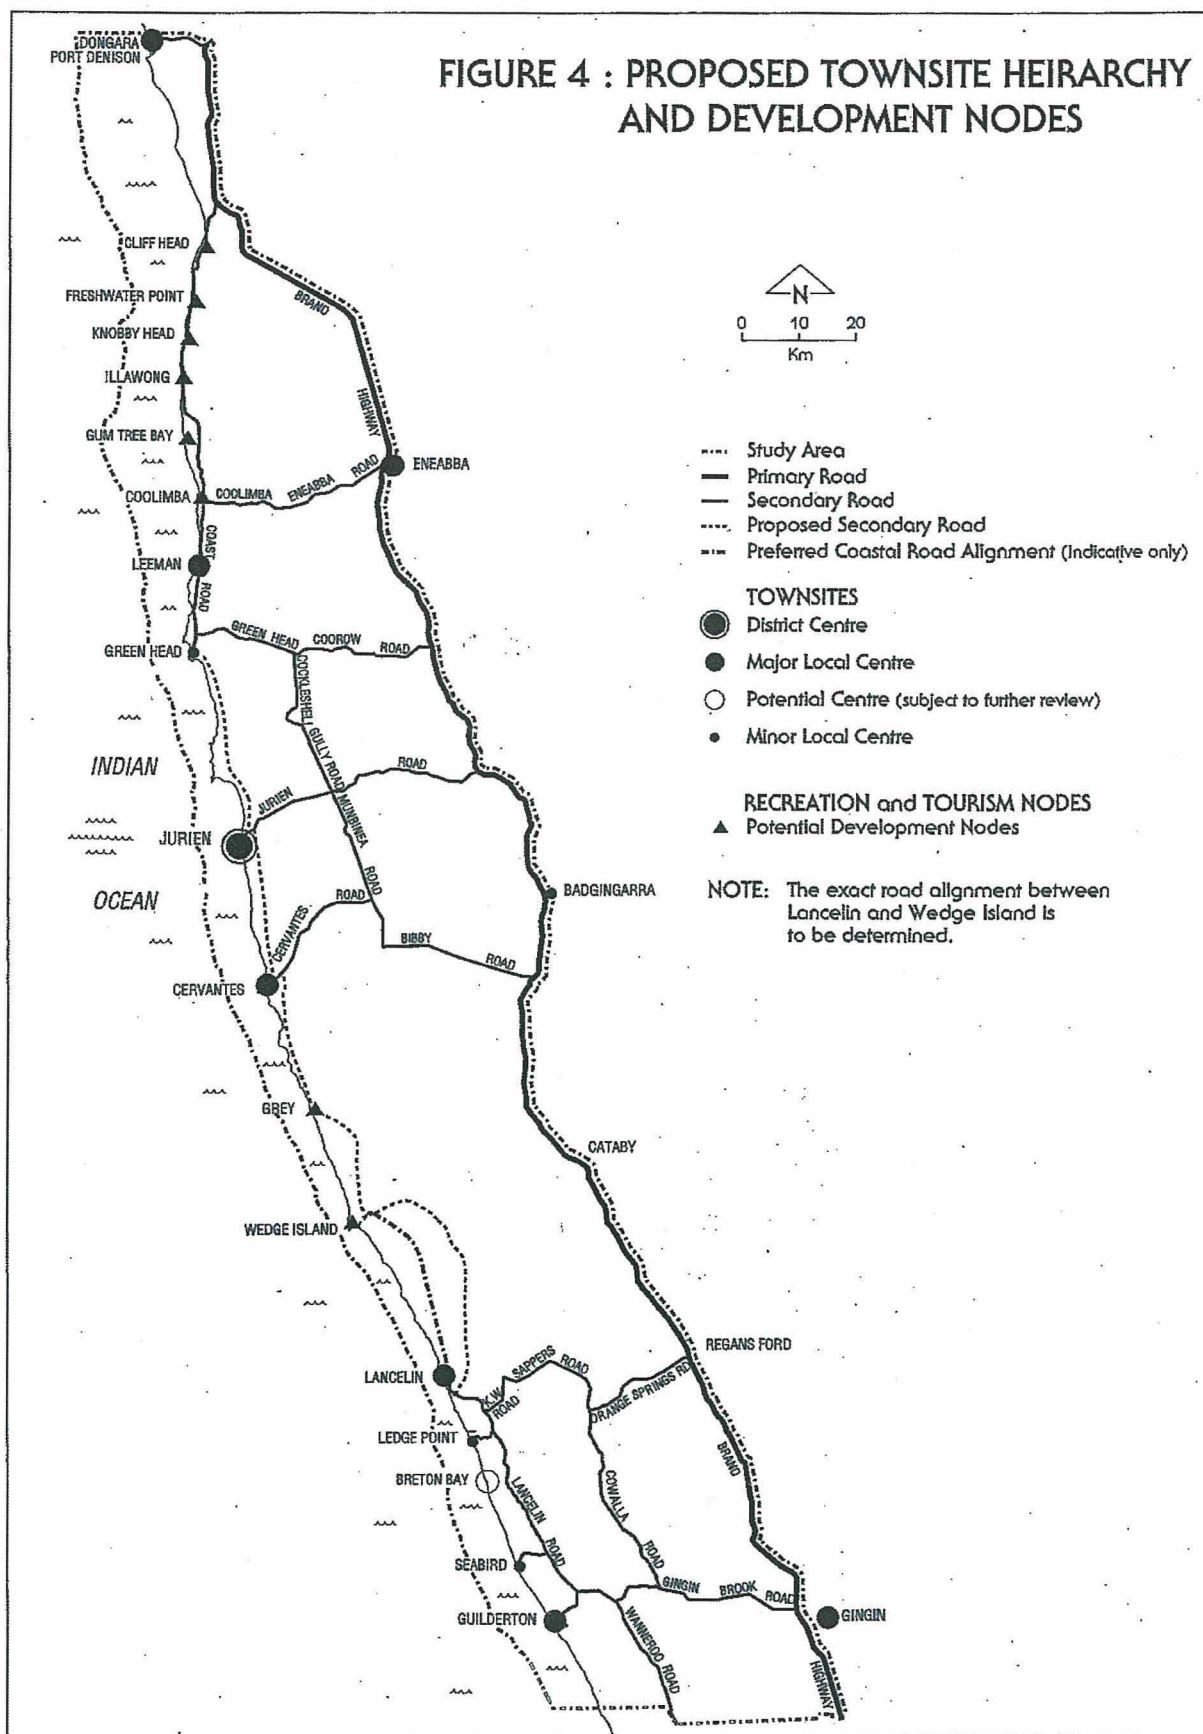 FIGURE 4 : PROPOSED TOWNSITE HEIRARCHY
AND DEVELOPMENT NODES
DONGARA
PORT DENISON
CLIFF HEAD
FRESHWATER POINT
KNOBBY HEAD
ILLAWONG
GUM TREE BAY
COOLIMBA
LEEMAN
GREEN HEAD
INDIAN
JURIEN
OCEAN
CERVANTES
GREY
WEDGE ISLAND
LANCELIN
LEDGE POINT
BRETON BAY
SEABIRD
GUILDERTON
BRAND
HIGHWAY
ENEABBA
COOLIMBA ENEABBA ROAD
COAST
ROAD
GREEN HEAD COOROW ROAD
COCKLESHELL GULLY ROAD
MUNBINEA ROAD
JURIEN ROAD
CERVANTES ROAD
BIBBY ROAD
BADGINGARRA
CATABY
REGANS FORD
K.W. SAPPERS ROAD
ROAD
ORANGE SPRINGS RD
LANCELIN ROAD
COWALLA ROAD
BRAND
GINGIN BROOK ROAD
WANNEROO ROAD
GINGIN
HIGHWAY
N
0 10 20
Km
Study Area
Primary Road
Secondary Road
Proposed Secondary Road
Preferred Coastal Road Alignment (Indicative only)
TOWNSITES
District Centre
Major Local Centre
Potential Centre (subject to further review)
Minor Local Centre
RECREATION and TOURISM NODES
Potential Development Nodes
NOTE: The exact road alignment between
Lancelin and Wedge Island is
to be determined.